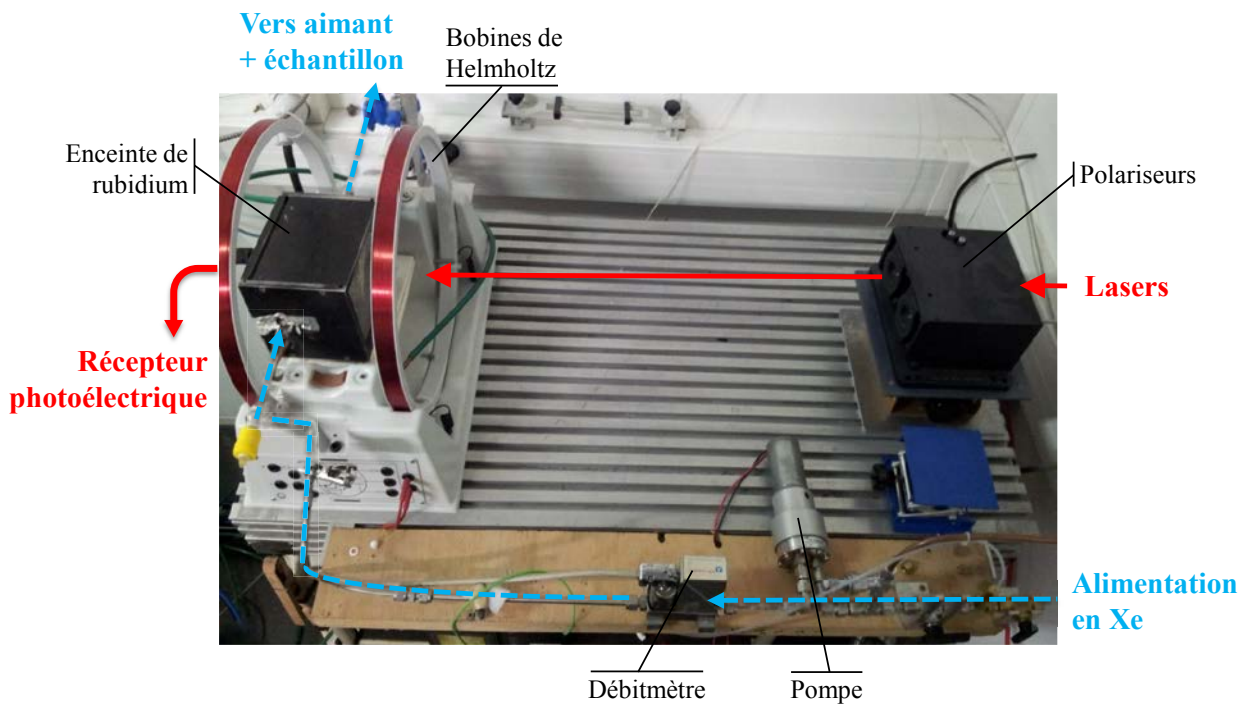 Vers aimant
+ échantillon
Bobines de
Helmholtz
Enceinte de
rubidium
Polariseurs
Lasers
Récepteur
photoélectrique
Alimentation
en Xe
Débitmètre
Pompe